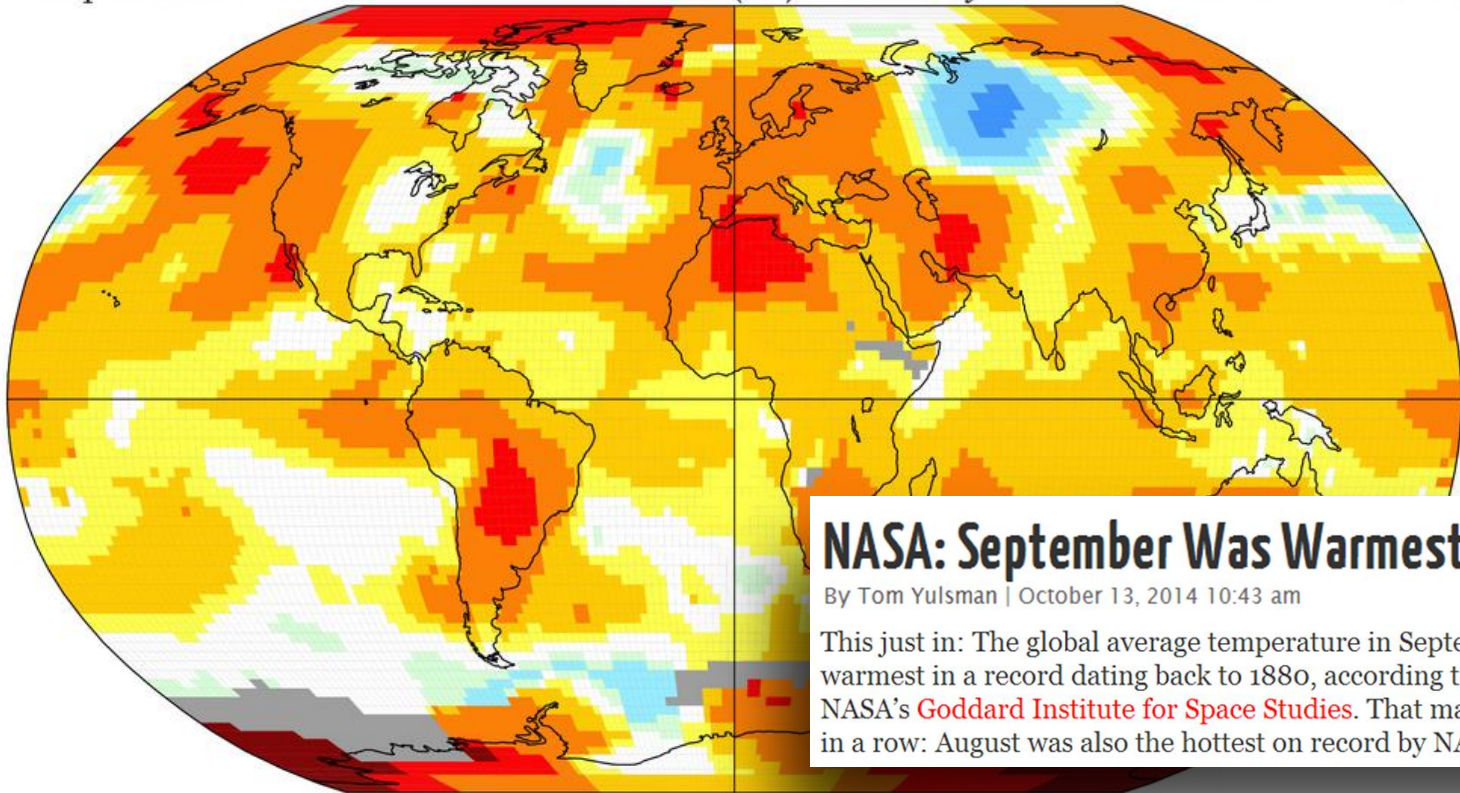 NASA: September Was Warmest
By Tom Yulsman | October 13, 2014 10:43 am
This just in: The global average temperature in
warmest in a record dating back to 1880, according
NASA's Goddard Institute for Space Studies. That
in a row: August was also the hottest on record by